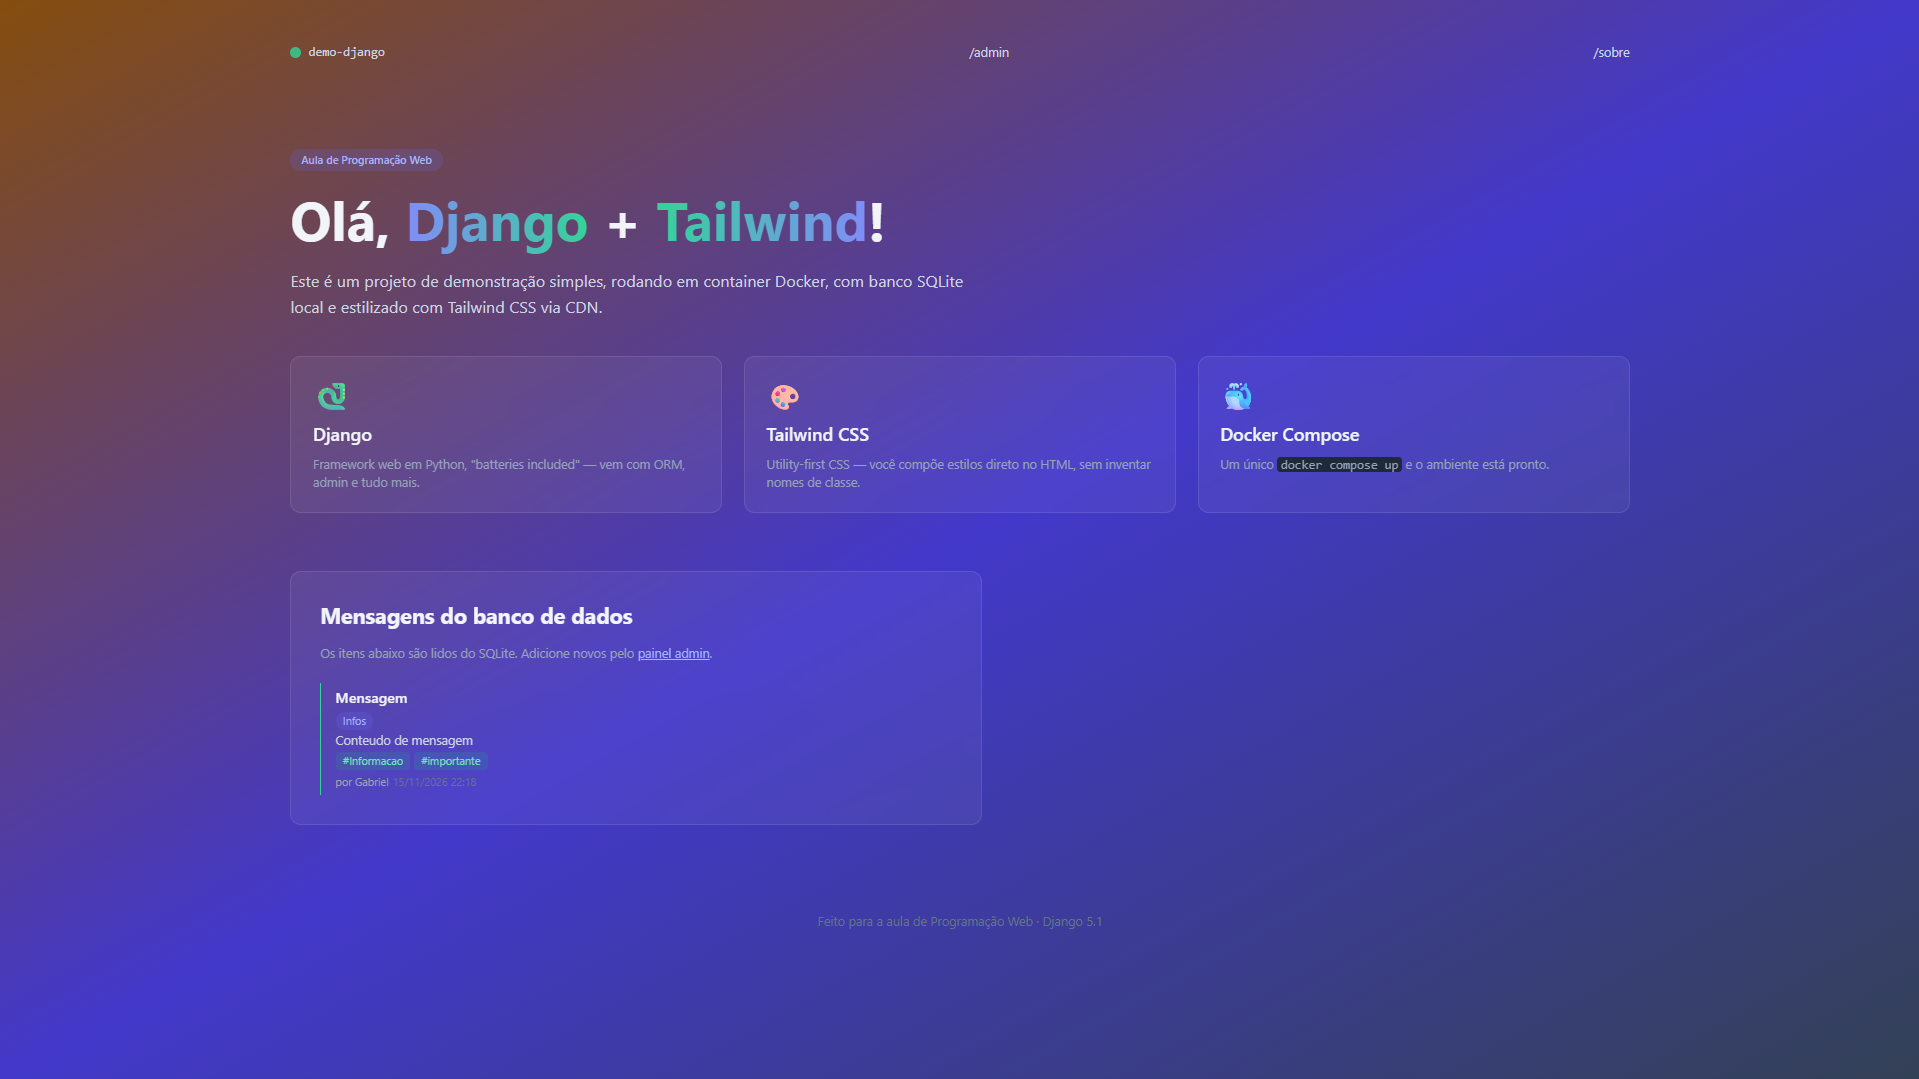 demo-django
/admin
/sobre
Aula de Programação Web
Olá, Django + Tailwind!
Este é um projeto de demonstração simples, rodando em container Docker, com banco SQLite
local e estilizado com Tailwind CSS via CDN.
Django
Framework web em Python, "batteries included" — vem com ORM,
admin e tudo mais.
Tailwind CSS
Utility-first CSS — você compõe estilos direto no HTML, sem inventar
nomes de classe.
Docker Compose
Um único docker compose up e o ambiente está pronto.
Mensagens do banco de dados
Os itens abaixo são lidos do SQLite. Adicione novos pelo painel admin.
Mensagem
Infos
Conteudo de mensagem
#Informacao #importante
por Gabriel 15/11/2026 22:18
Feito para a aula de Programação Web · Django 5.1